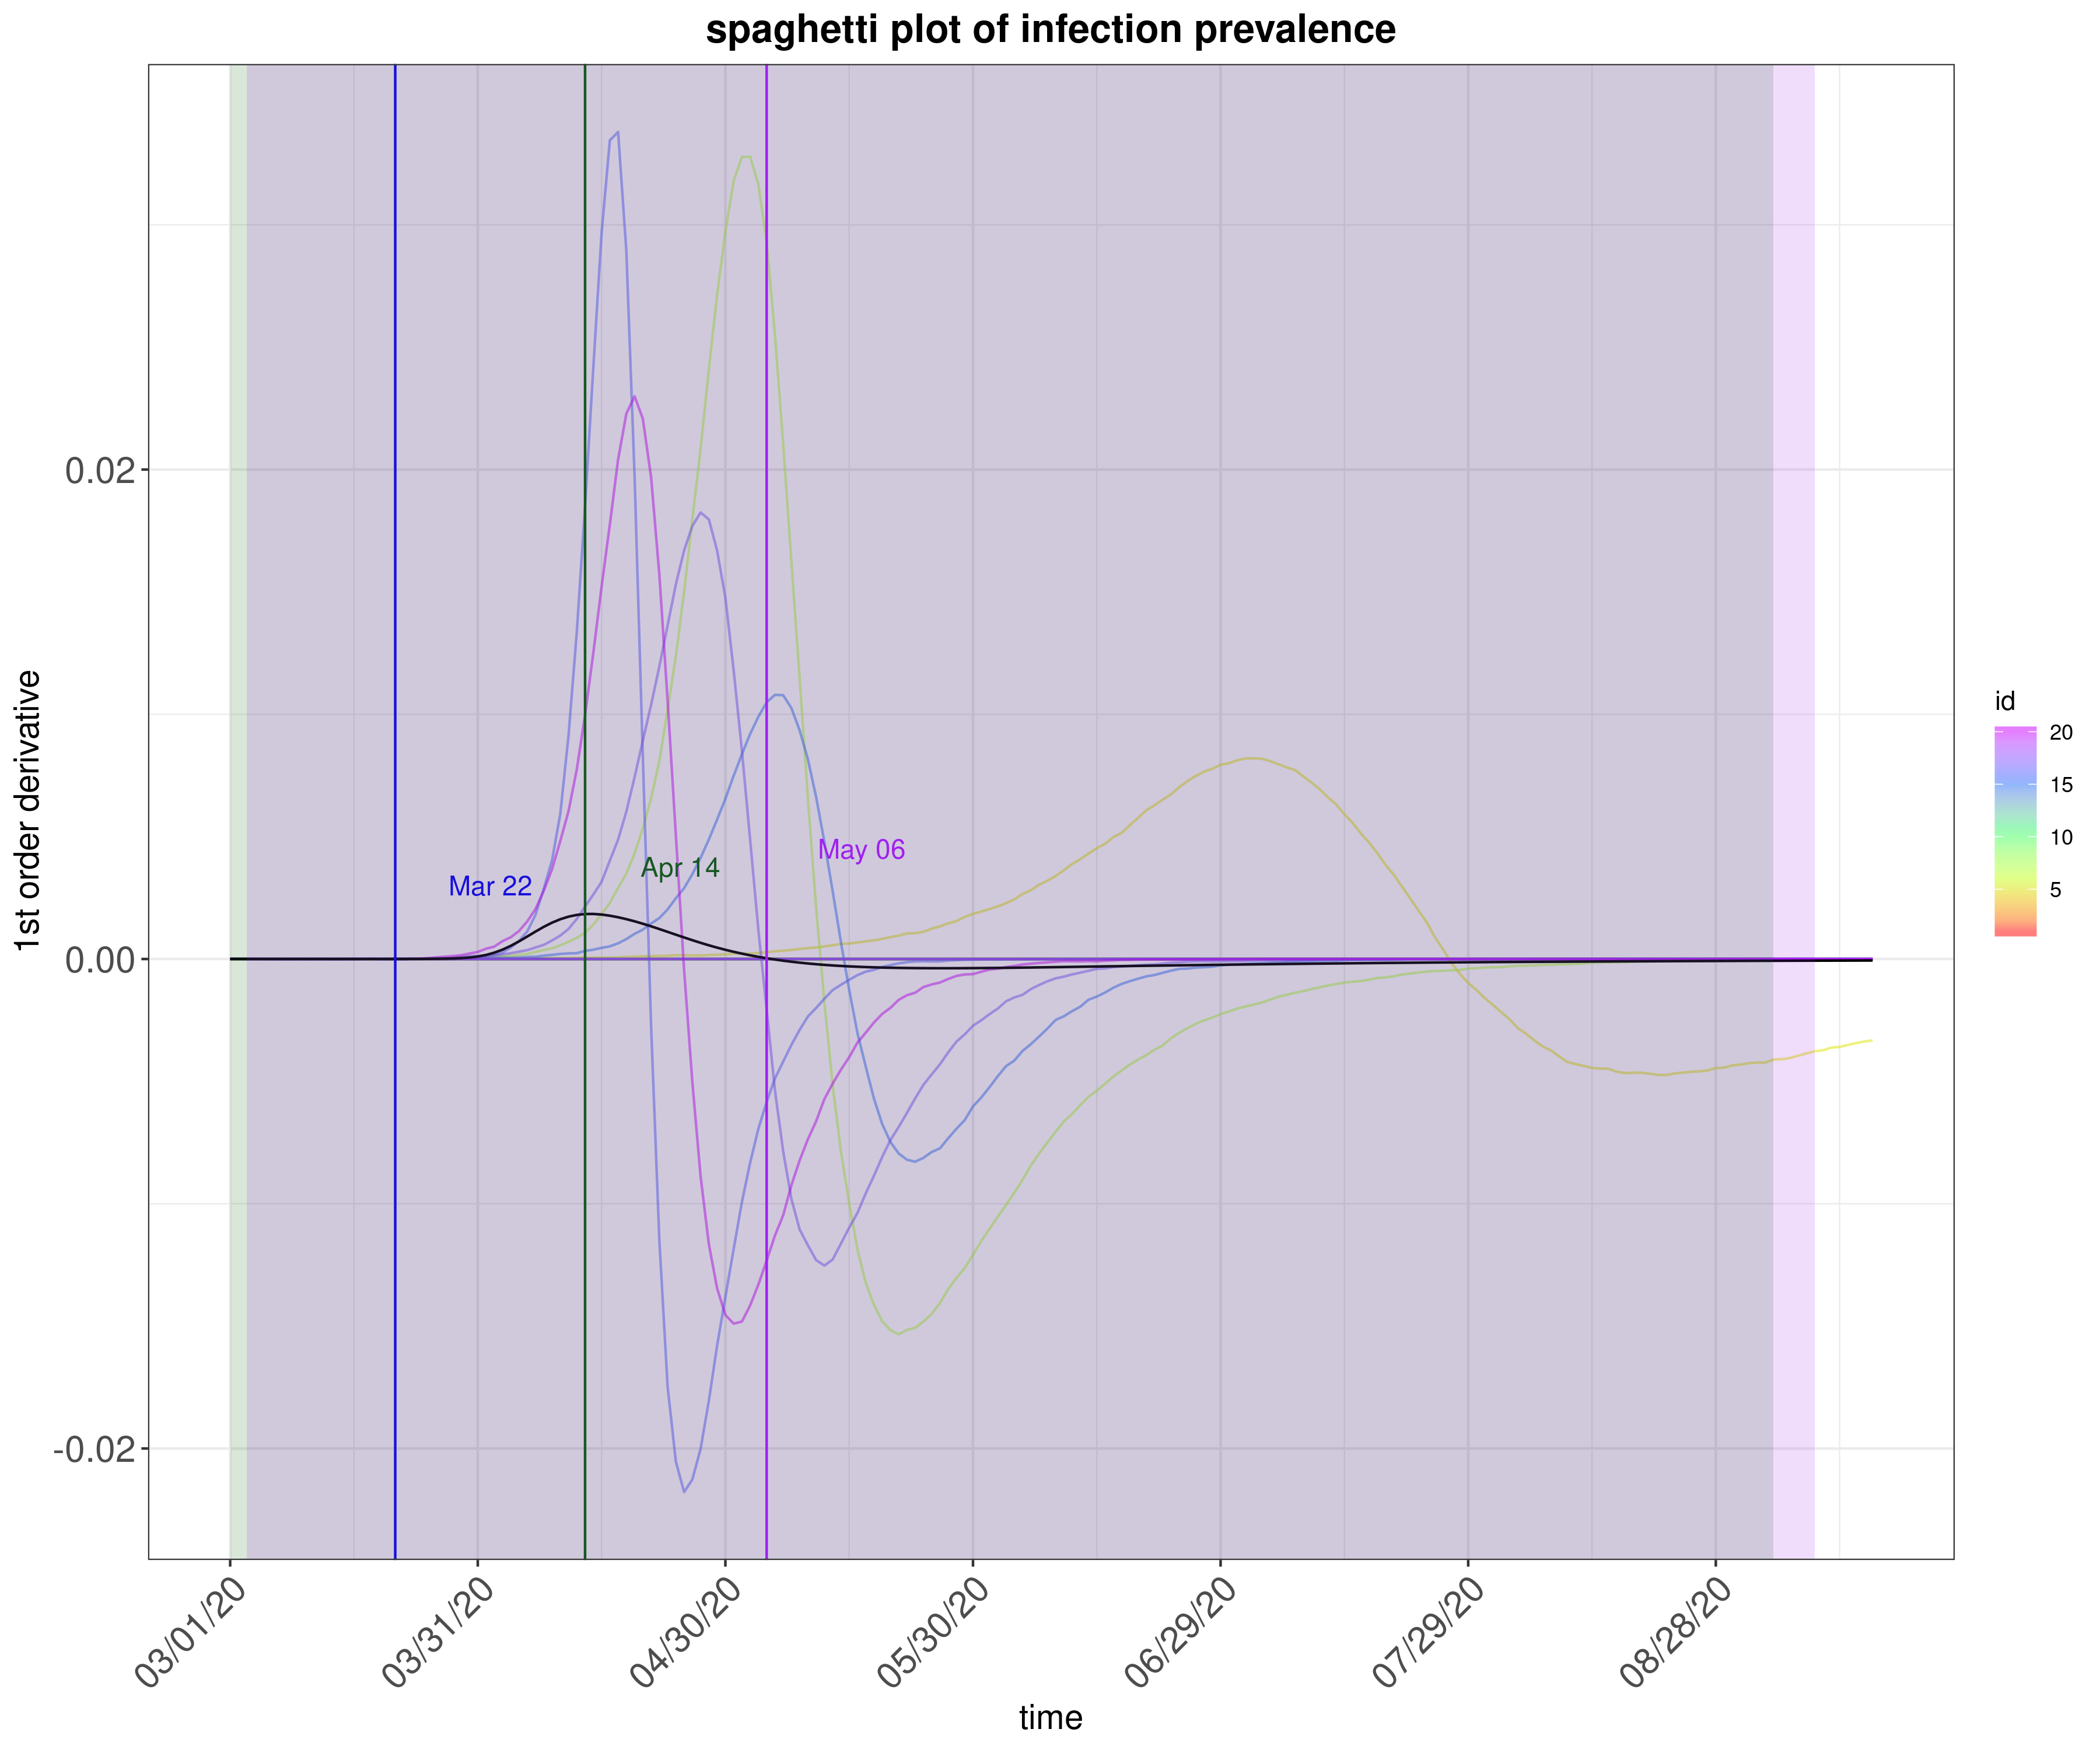 spaghetti plot of infection prevalence
1st order derivative
0.02
0.00
-0.02
Mar 22
Apr 14
May 06
id
20
15
10
5
03/01/20
03/31/20
04/30/20
05/30/20
06/29/20
07/29/20
08/28/20
time